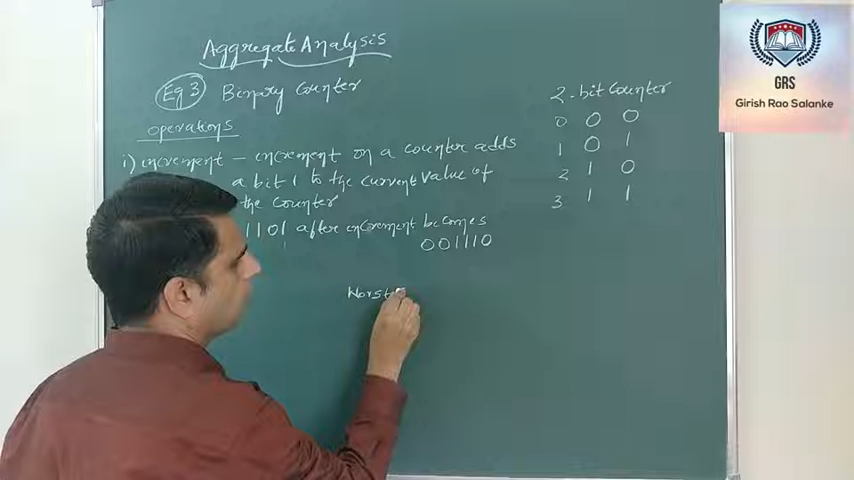 Aggregate Analysis
Eg 3 Binary Counter
operations
i) increment – increment on a counter adds
a bit 1 to the current value of
the counter
1101 after increment becomes
001110
Worst
2-bit Counter
0 0 0
1 0 1
2 1 0
3 1 1
GRS
Girish Rao Salanke